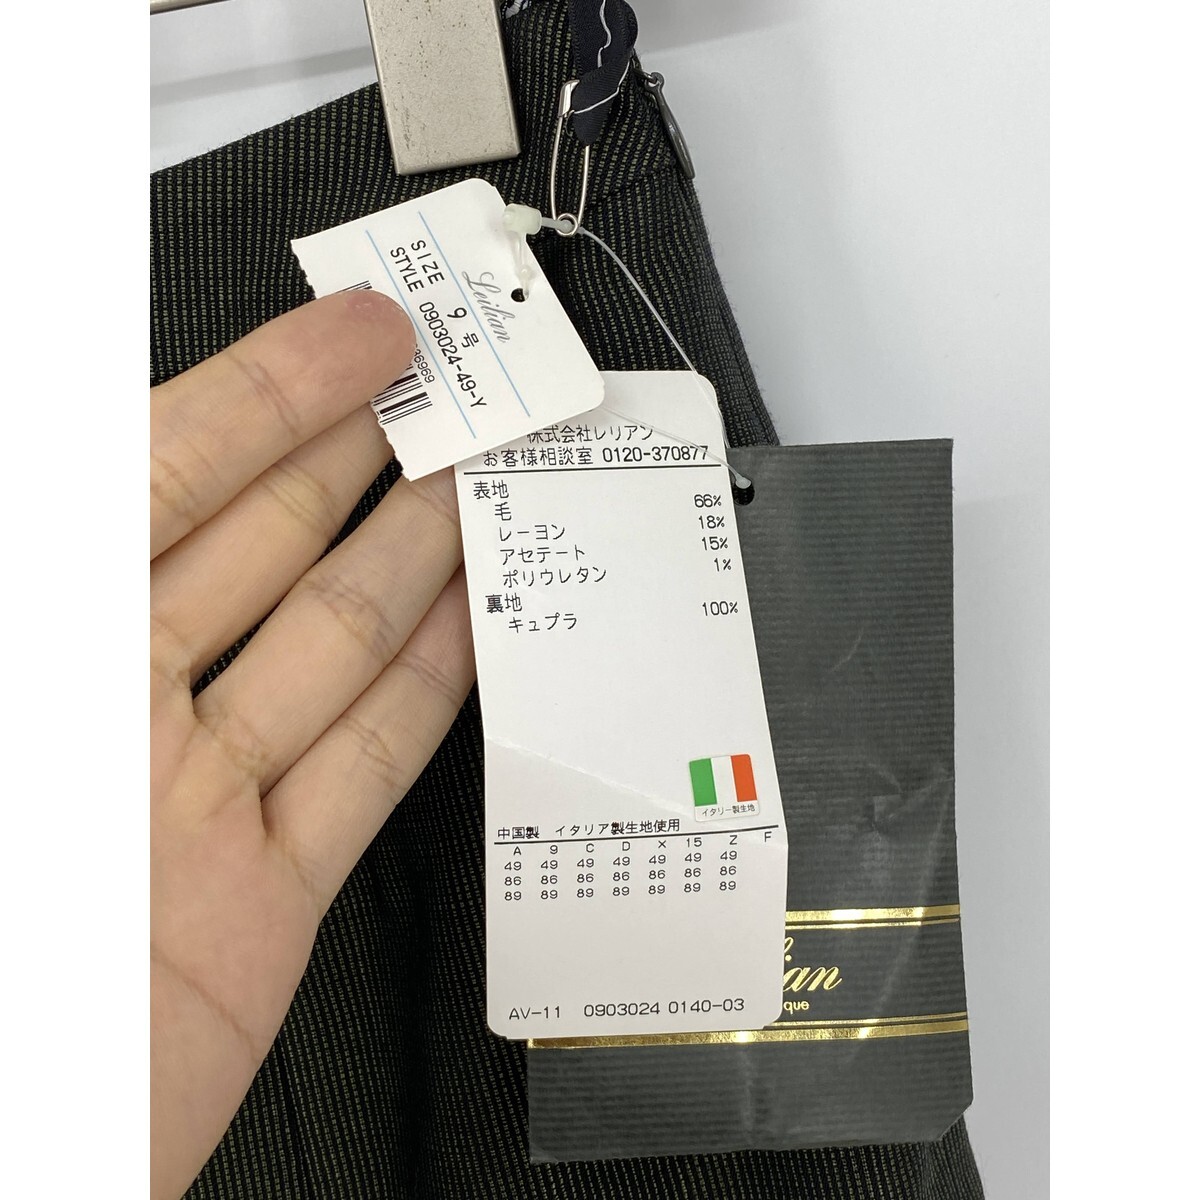 Leilian
SIZE 9 号
STYLE 0903024-49-Y
36969
株式会社レリアン
お客様相談室 0120-370877
表地
毛 66%
レーヨン 18%
アセテート 15%
ポリウレタン 1%
裏地
キュプラ 100%
イタリー製生地
中国製 イタリア製生地使用
A 9 C D X 15 Z F
49 49 49 49 49 49 49
86 86 86 86 86 86 86
89 89 89 89 89 89 89
AV-11 0903024 0140-03
lian
que